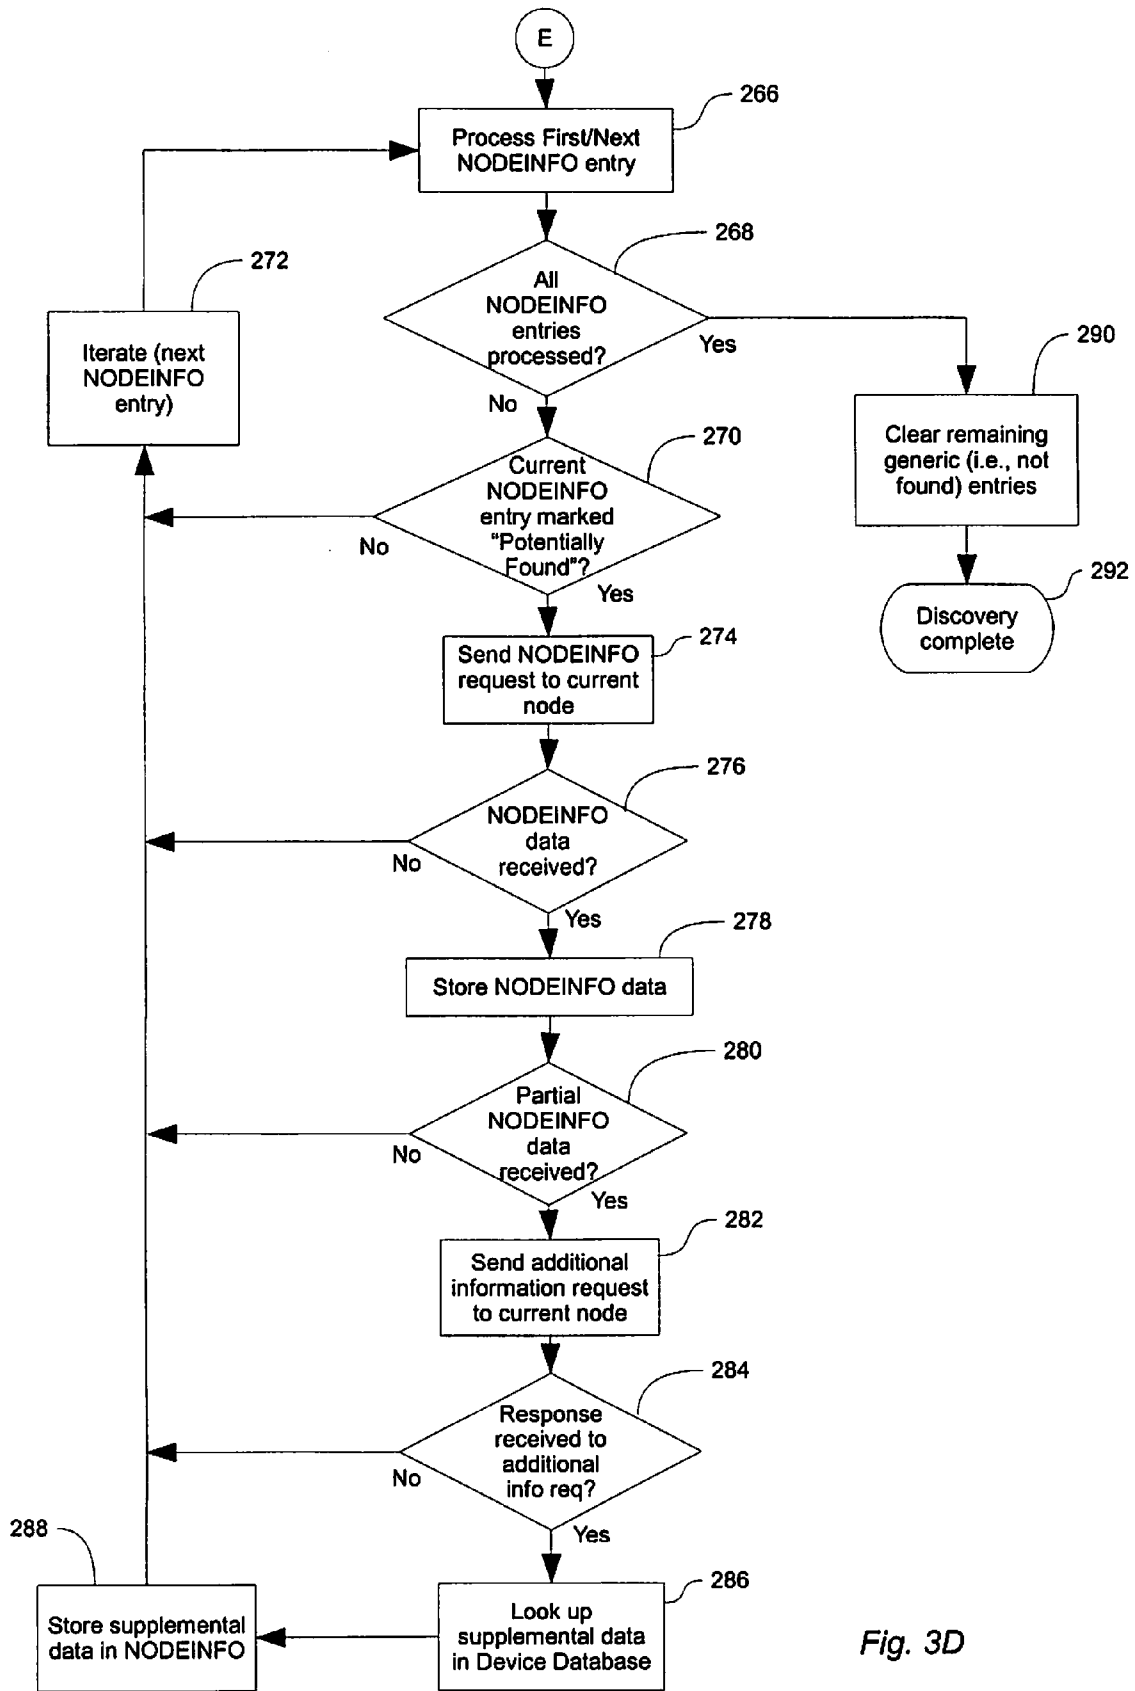 E
266
Process First/Next
NODEINFO entry
268
272
All
NODEINFO
entries
processed?
Yes
No
290
Iterate (next
NODEINFO
entry)
270
Clear remaining
generic (i.e., not
found) entries
Current
NODEINFO
entry marked
"Potentially
Found"?
No
Yes
292
Discovery
complete
274
Send NODEINFO
request to current
node
276
NODEINFO
data
received?
No
Yes
278
Store NODEINFO data
280
Partial
NODEINFO
data
received?
No
Yes
282
Send additional
information request
to current node
284
Response
received to
additional
info req?
No
Yes
288
286
Store supplemental
data in NODEINFO
Look up
supplemental data
in Device Database
Fig. 3D